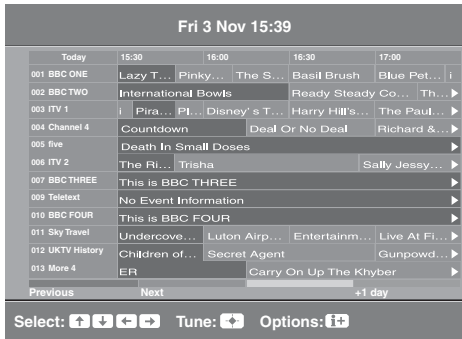 Fri 3 Nov 15:39
Today 15:30 16:00 16:30 17:00
001 BBC ONE Lazy T... Pinky... The S... Basil Brush Blue Pet... i
002 BBC TWO International Bowls Ready Steady Co... Th...
003 ITV 1 i Pira... Pl... Disney's T... Harry Hill's... The Paul...
004 Channel 4 Countdown Deal Or No Deal Richard &...
005 five Death In Small Doses
006 ITV 2 The Ri... Trisha Sally Jessy...
007 BBC THREE This is BBC THREE
009 Teletext No Event Information
010 BBC FOUR This is BBC FOUR
011 Sky Travel Undercove... Luton Airp... Entertainm... Live At Fi...
012 UKTV History Children of... Secret Agent Gunpowd...
013 More 4 ER Carry On Up The Khyber
Previous Next +1 day
Select: Tune: Options: i+